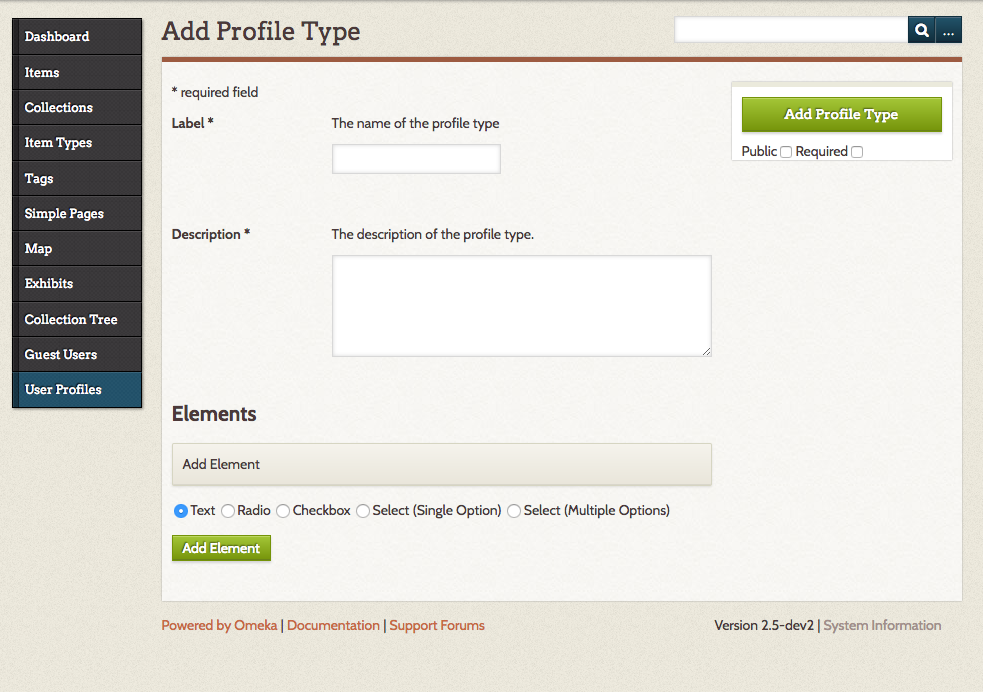 Dashboard
Items
Collections
Item Types
Tags
Simple Pages
Map
Exhibits
Collection Tree
Guest Users
User Profiles
Add Profile Type
...
* required field
Label *
The name of the profile type
Description *
The description of the profile type.
Elements
Add Element
Text Radio Checkbox Select (Single Option) Select (Multiple Options)
Add Element
Add Profile Type
Public Required
Powered by Omeka | Documentation | Support Forums
Version 2.5-dev2 | System Information